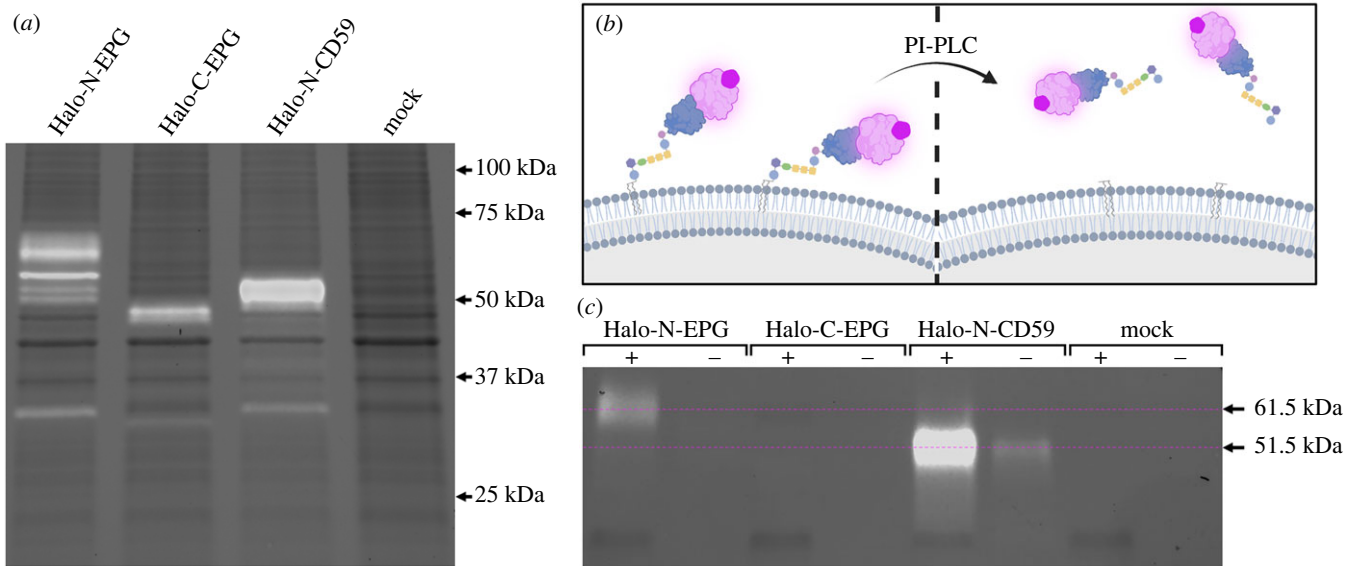 (a)
Halo-N-EPG
Halo-C-EPG
Halo-N-CD59
mock
100 kDa
75 kDa
50 kDa
37 kDa
25 kDa
(b)
PI-PLC
(c)
Halo-N-EPG Halo-C-EPG Halo-N-CD59 mock
+ – + – + – + –
61.5 kDa
51.5 kDa